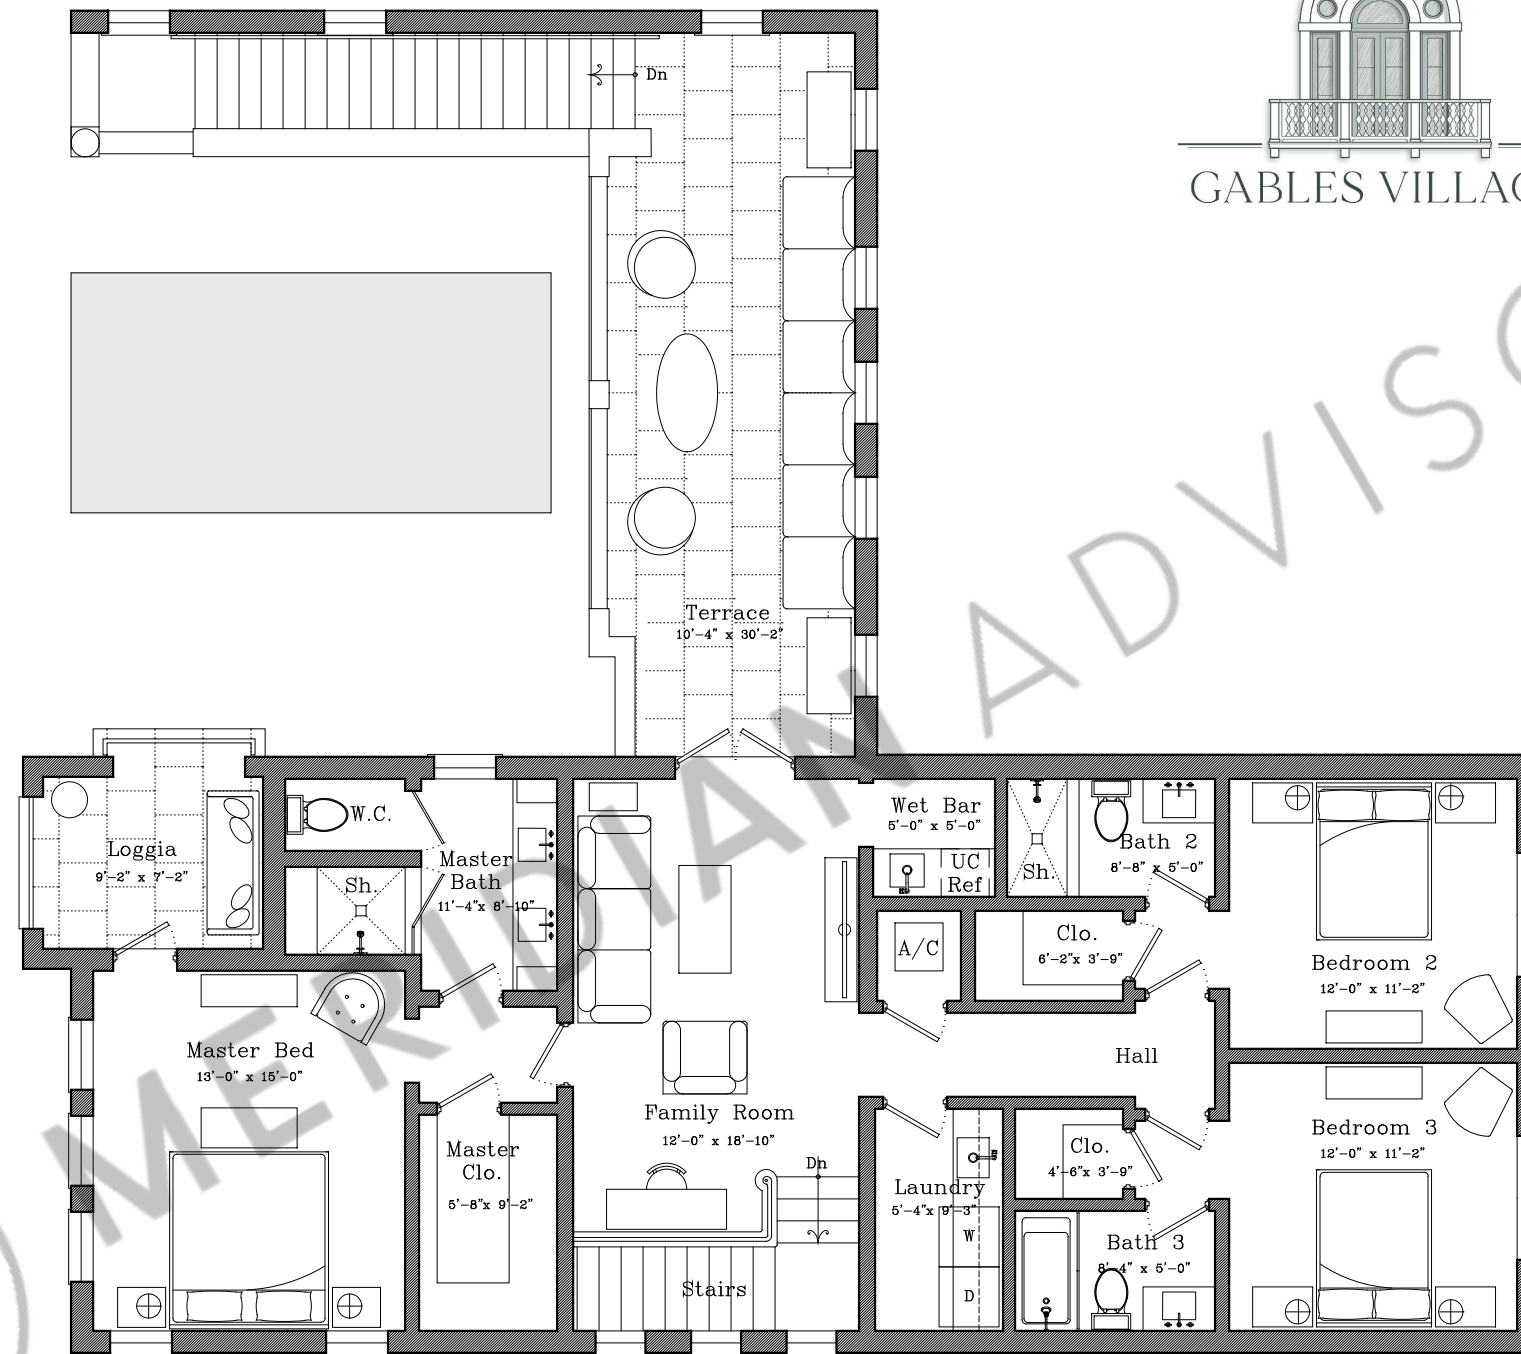 Dn
GABLES VILLAG
Terrace
10'-4" x 30'-2"
Wet Bar
5'-0" x 5'-0"
UC
Ref
W.C.
Loggia
9'-2" x 7'-2"
Master
Bath
11'-4"x 8'-10"
Sh.
Sh.
Bath 2
8'-8" x 5'-0"
A/C
Clo.
6'-2"x 3'-9"
Bedroom 2
12'-0" x 11'-2"
Master Bed
13'-0" x 15'-0"
Hall
Family Room
12'-0" x 18'-10"
Master
Clo.
5'-8"x 9'-2"
Dn
Laundry
5'-4"x 9'-3"
W
D
Clo.
4'-6"x 3'-9"
Bedroom 3
12'-0" x 11'-2"
Bath 3
8'-4" x 5'-0"
Stairs
MERIDIAN ADVISO